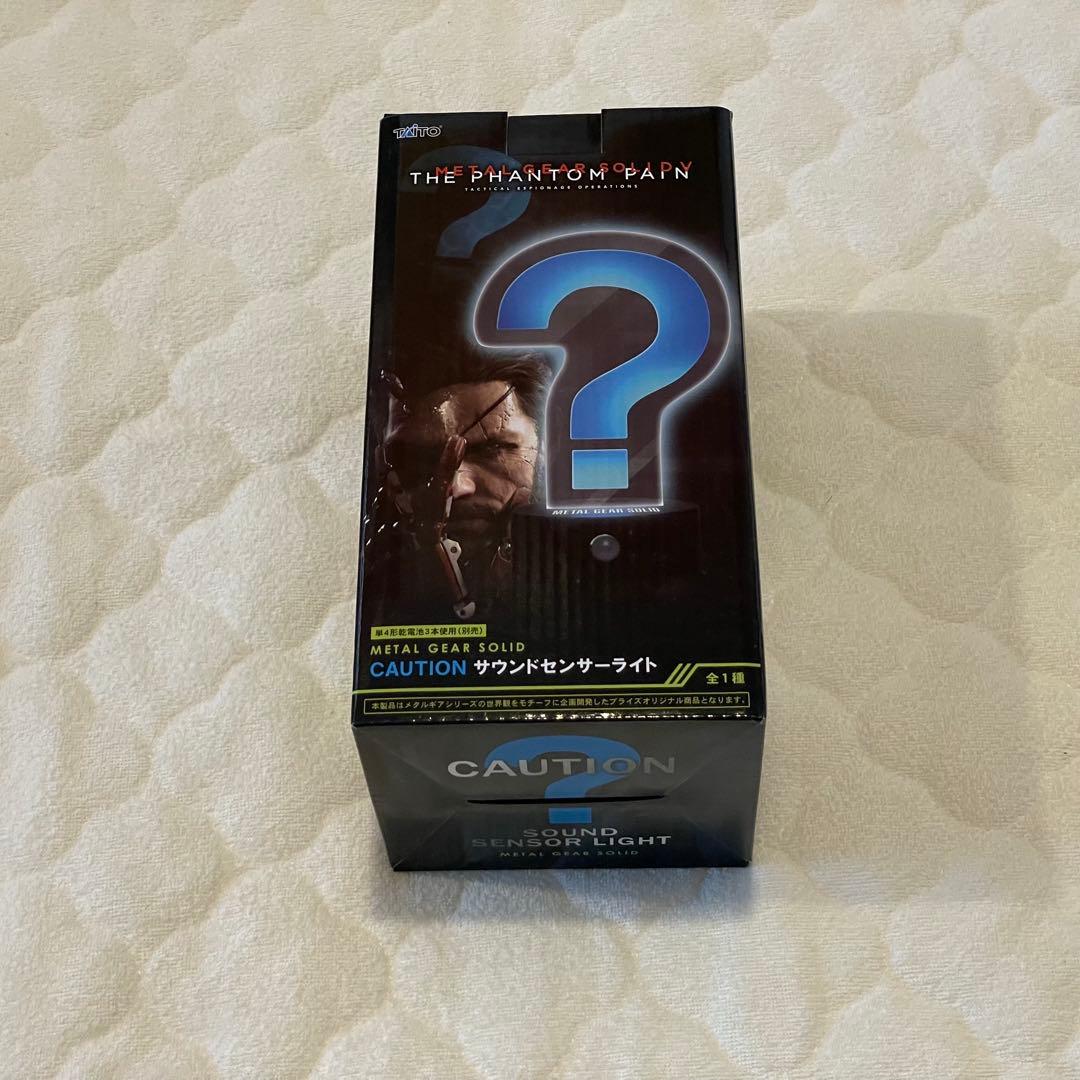 TAITO
METAL GEAR SOLID V
THE PHANTOM PAIN
TACTICAL ESPIONAGE OPERATIONS
?
?
METAL GEAR SOLID
単4形乾電池3本使用(別売)
METAL GEAR SOLID
CAUTION サウンドセンサーライト
全1種
本製品はメタルギアシリーズの世界観をモチーフに企画開発したプライズオリジナル商品となります。
?
CAUTION
SOUND
SENSOR LIGHT
METAL GEAR SOLID